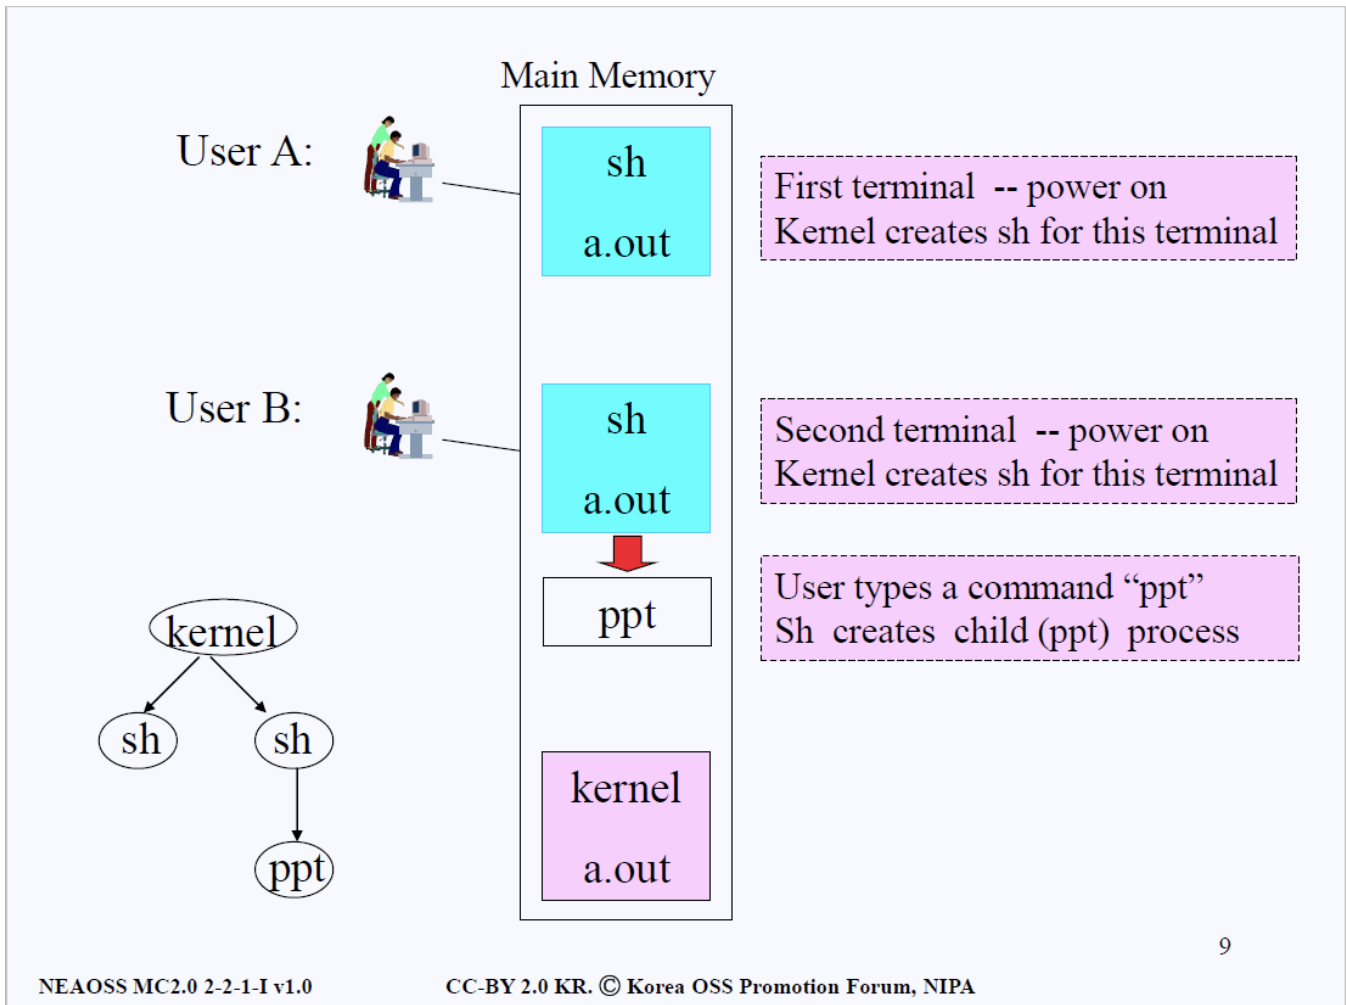 Main Memory
User A:
sh
a.out
First terminal -- power on
Kernel creates sh for this terminal
User B:
sh
a.out
Second terminal -- power on
Kernel creates sh for this terminal
ppt
User types a command “ppt”
Sh creates child (ppt) process
kernel
sh
sh
ppt
kernel
a.out
9
NEAOSS MC2.0 2-2-1-I v1.0
CC-BY 2.0 KR. Ⓒ Korea OSS Promotion Forum, NIPA